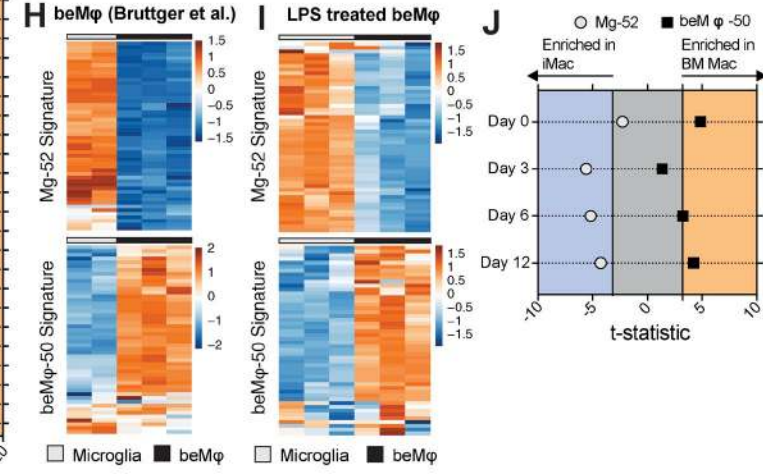 H beMφ (Bruttger et al.)
Mg-52 Signature
1.5
1
0.5
0
−0.5
−1
−1.5
beMφ-50 Signature
2
1
0
−1
−2
Microglia beMφ
I LPS treated beMφ
Mg-52 Signature
1.5
1
0.5
0
−0.5
−1
−1.5
beMφ-50 Signature
1.5
1
0.5
0
−0.5
−1
−1.5
Microglia beMφ
J
Mg-52 beM φ -50
Enriched in
iMac
Enriched in
BM Mac
Day 0
Day 3
Day 6
Day 12
-10 -5 0 5 10
t-statistic